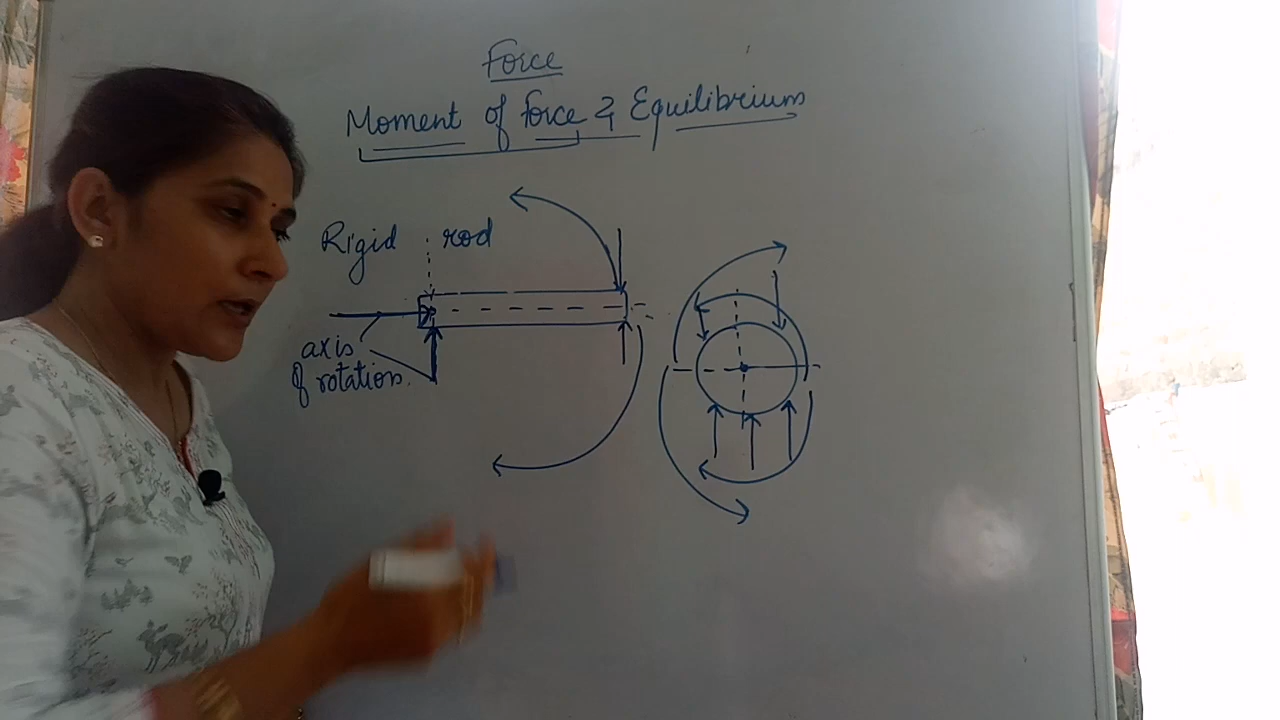 Force
Moment of force & Equilibrium
Rigid rod
axis
of rotation.